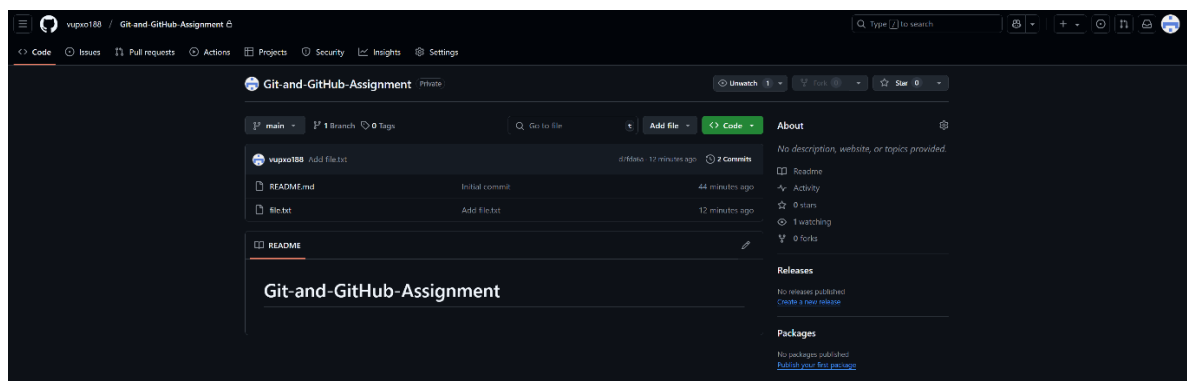 vupxo188 / Git-and-GitHub-Assignment
Q Type / to search
<> Code Issues Pull requests Actions Projects Security Insights Settings
Git-and-GitHub-Assignment Private
Unwatch 1 Fork 0 Star 0
main 1 Branch 0 Tags Go to file t Add file <> Code
vupxo188 Add file.txt 12 minutes ago 2 Commits
README.md Initial commit 44 minutes ago
file.txt Add file.txt 12 minutes ago
README
Git-and-GitHub-Assignment
About
No description, website, or topics provided.
Readme
Activity
0 stars
1 watching
0 forks
Releases
No releases published
Create a new release
Packages
No packages published
Publish your first package